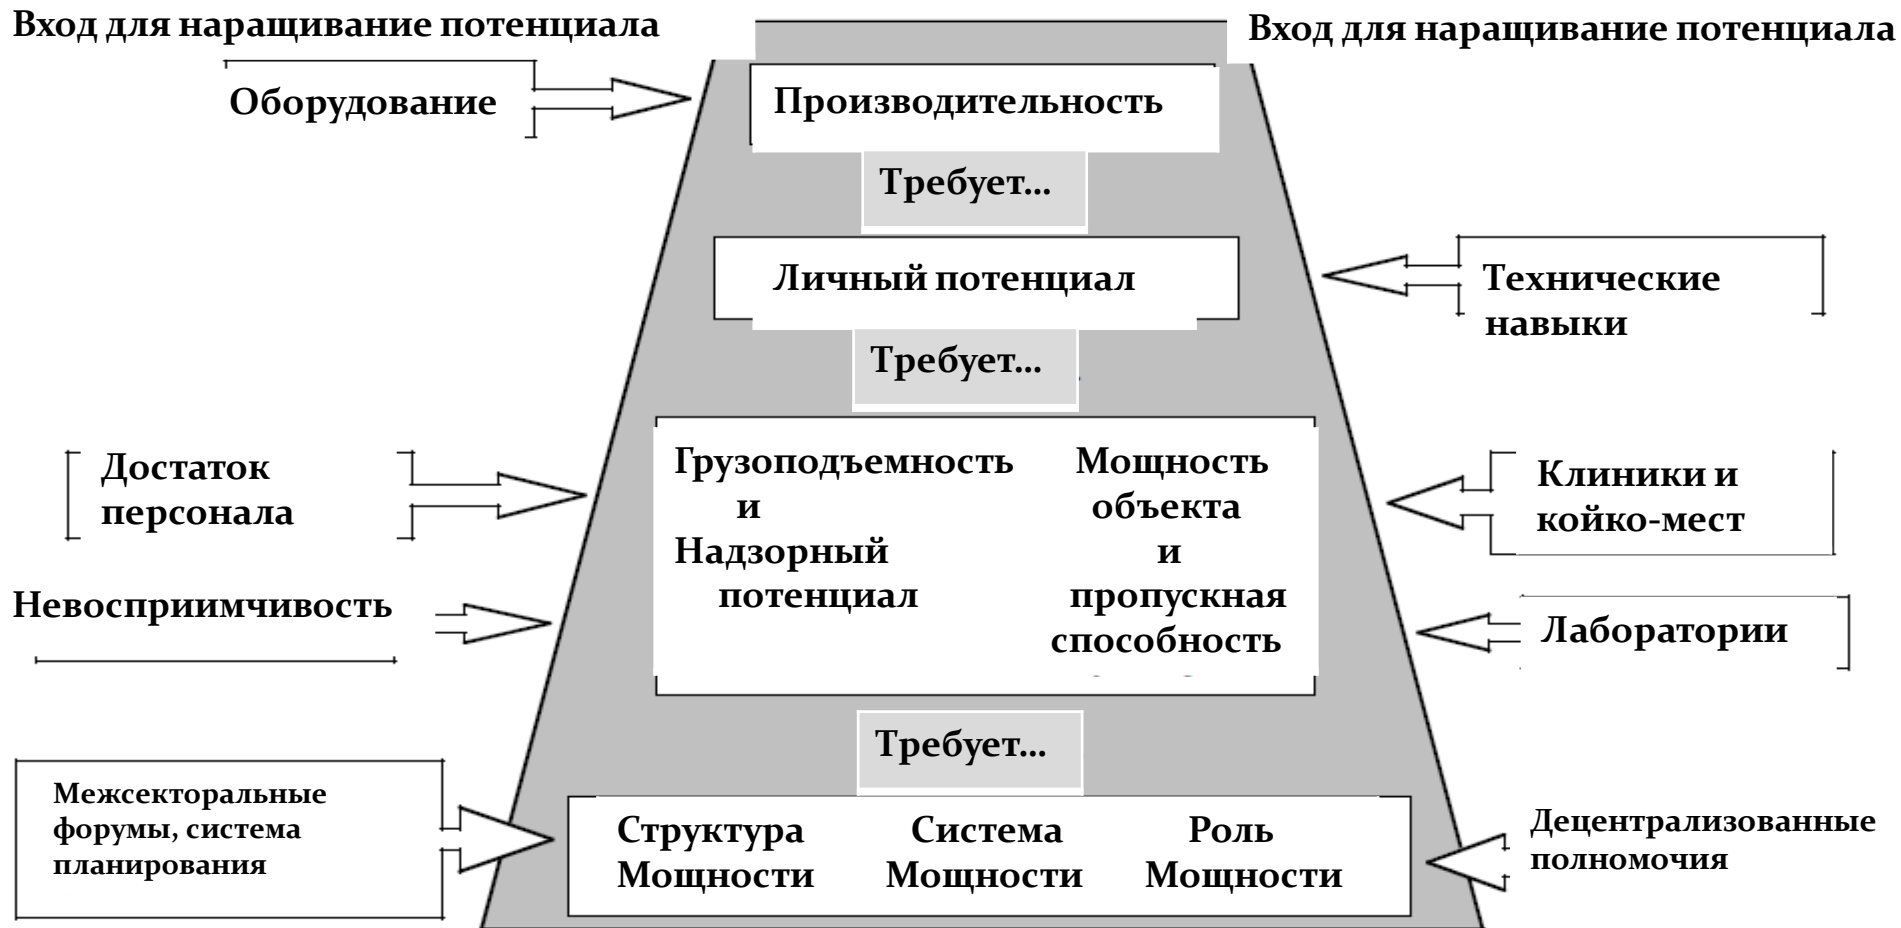 Вход для наращивание потенциала
Вход для наращивание потенциала
Оборудование
Производительность
Требует...
Личный потенциал
Технические
навыки
Требует...
Достаток
персонала
Грузоподъемность
и
Надзорный
потенциал
Мощность
объекта
и
пропускная
способность
Клиники и
койко-мест
Невосприимчивость
Лаборатории
Требует...
Межсекторальные
форумы, система
планирования
Структура
Мощности
Система
Мощности
Роль
Мощности
Децентрализованные
полномочия